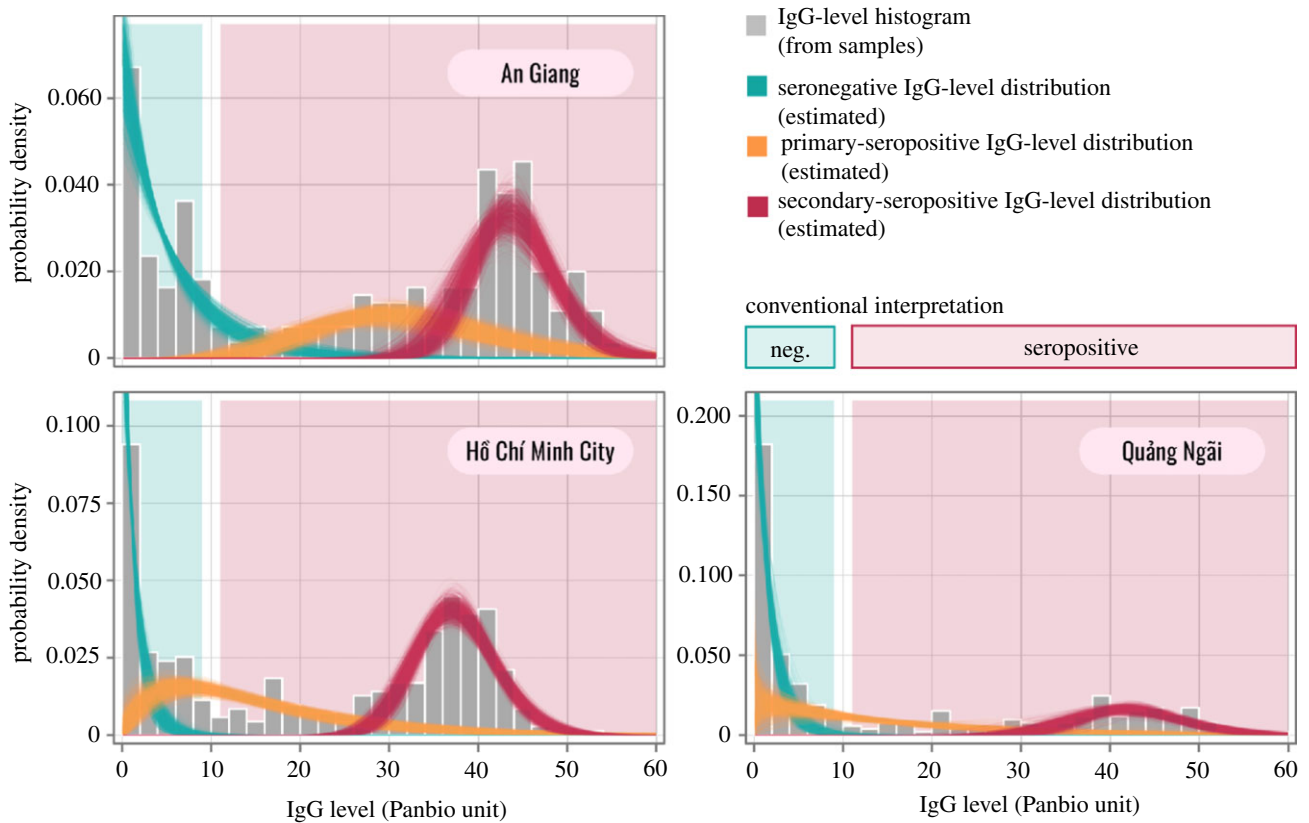 An Giang
0.060
0.040
0.020
0
probability density
IgG-level histogram
(from samples)
seronegative IgG-level distribution
(estimated)
primary-seropositive IgG-level distribution
(estimated)
secondary-seropositive IgG-level distribution
(estimated)
conventional interpretation
neg.
seropositive
Hồ Chí Minh City
0.100
0.075
0.050
0.025
0
probability density
0
10
20
30
40
50
60
IgG level (Panbio unit)
Quảng Ngãi
0.200
0.150
0.100
0.050
0
0
10
20
30
40
50
60
IgG level (Panbio unit)